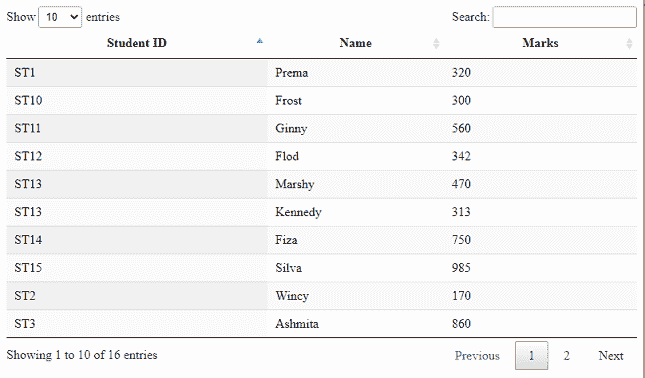 Show 10 entries Search:
Student ID Name Marks
ST1 Prema 320
ST10 Frost 300
ST11 Ginny 560
ST12 Flod 342
ST13 Marshy 470
ST13 Kennedy 313
ST14 Fiza 750
ST15 Silva 985
ST2 Wincy 170
ST3 Ashmita 860
Showing 1 to 10 of 16 entries Previous 1 2 Next